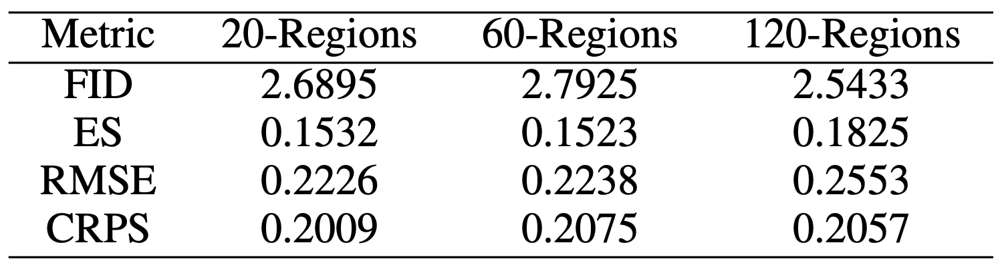 Metric 20-Regions 60-Regions 120-Regions
FID 2.6895 2.7925 2.5433
ES 0.1532 0.1523 0.1825
RMSE 0.2226 0.2238 0.2553
CRPS 0.2009 0.2075 0.2057